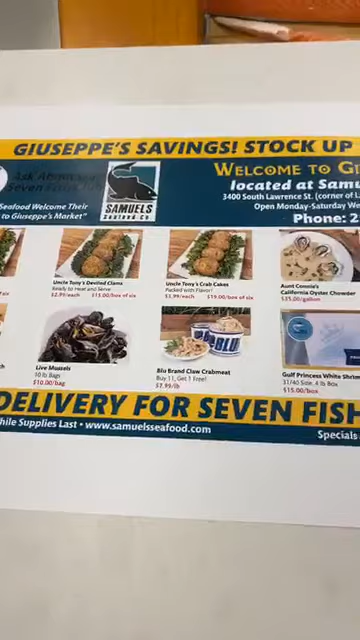 GIUSEPPE'S SAVINGS! STOCK UP
Ask About
Seven Fish
Seafood Welcome Their
to Giuseppe's Market"
SAMUELS
Seafood Co.
WELCOME TO GI
located at Samu
3400 South Lawrence St. (corner of L
Open Monday-Saturday We
Phone: 2
Uncle Tony's Deviled Clams
Ready to Heat and Serve
$2.99/each $15.00/box of six
Uncle Tony's Crab Cakes
Packed with Flavor!
$3.99/each $19.00/box of six
Aunt Connie's
California Oyster Chowder
$35.00/gallon
Live Mussels
10 lb Bags
$10.00/bag
BLU
Blu Brand Claw Crabmeat
Buy 11, Get 1 Free!
$7.99/lb
Gulf Princess White Shrim
31/40 Size, 4 lb Box
$15.00/box
DELIVERY FOR SEVEN FISH
hile Supplies Last • www.samuelsseafood.com
Specials